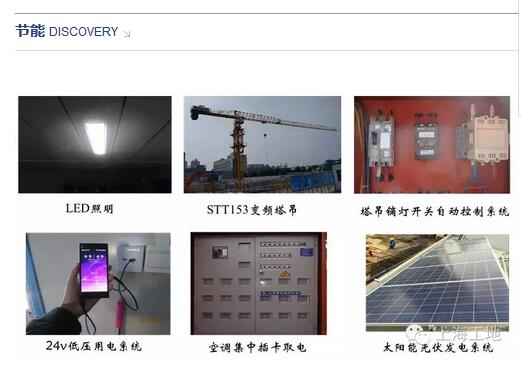 节能 DISCOVERY
LED照明
STT153变频塔吊
塔吊镝灯开关自动控制系统
24v低压用电系统
空调集中插卡取电
太阳能光伏发电系统
上海工地